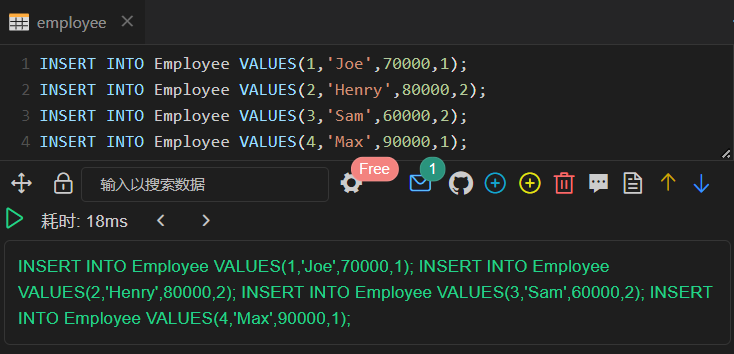 employee
1 INSERT INTO Employee VALUES(1,'Joe',70000,1);
2 INSERT INTO Employee VALUES(2,'Henry',80000,2);
3 INSERT INTO Employee VALUES(3,'Sam',60000,2);
4 INSERT INTO Employee VALUES(4,'Max',90000,1);
输入以搜索数据 Free 1
耗时: 18ms
INSERT INTO Employee VALUES(1,'Joe',70000,1); INSERT INTO Employee
VALUES(2,'Henry',80000,2); INSERT INTO Employee VALUES(3,'Sam',60000,2); INSERT
INTO Employee VALUES(4,'Max',90000,1);